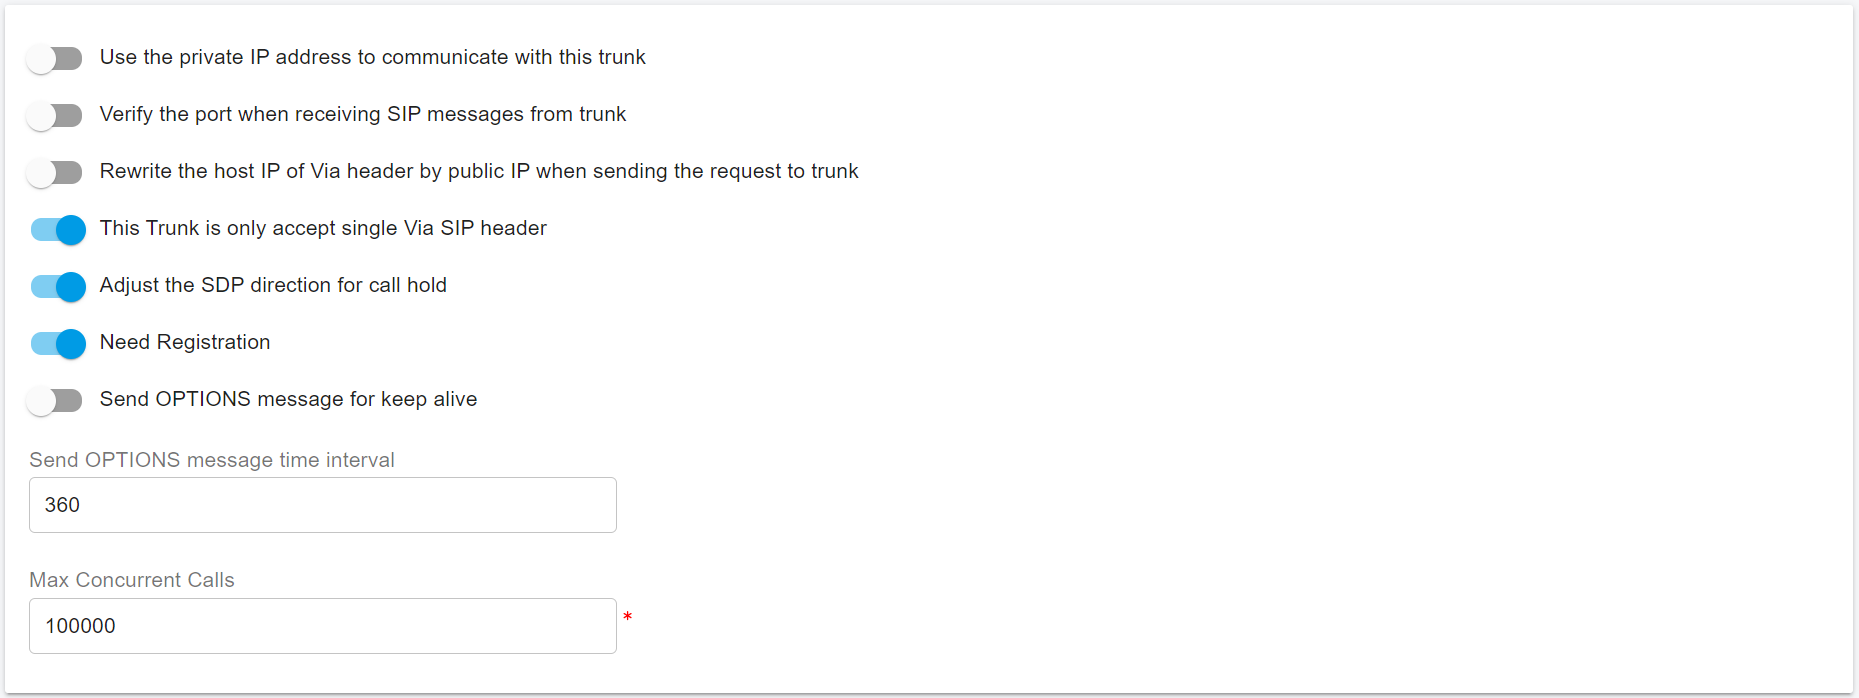 Use the private IP address to communicate with this trunk
Verify the port when receiving SIP messages from trunk
Rewrite the host IP of Via header by public IP when sending the request to trunk
This Trunk is only accept single Via SIP header
Adjust the SDP direction for call hold
Need Registration
Send OPTIONS message for keep alive
Send OPTIONS message time interval
360
Max Concurrent Calls
100000 *